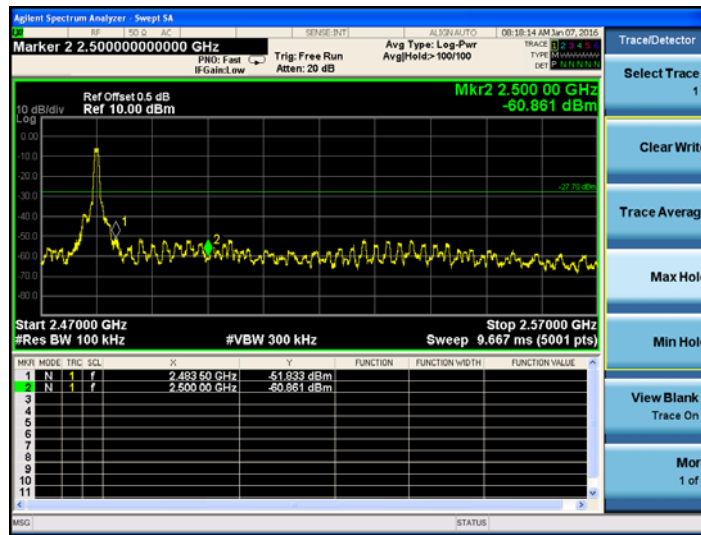 Agilent Spectrum Analyzer - Swept SA
RF 50 Ω AC SENSE:INT ALIGN AUTO 08:18:14 AM Jan 07, 2016
Marker 2 2.500000000000 GHz
PNO: Fast
IFGain:Low
Trig: Free Run
Atten: 20 dB
Avg Type: Log-Pwr
Avg|Hold:>100/100
TRACE 1 2 3 4 5 6
TYPE
DET P N N N N N
Ref Offset 0.5 dB
10 dB/div Ref 10.00 dBm
Log
Mkr2 2.500 00 GHz
-60.861 dBm
0.00
-10.0
-20.0
-27.70 dBm
-30.0
-40.0
-50.0
-60.0
-70.0
-80.0
1
2
Start 2.47000 GHz Stop 2.57000 GHz
#Res BW 100 kHz #VBW 300 kHz Sweep 9.667 ms (5001 pts)
MKR MODE TRC SCL X Y FUNCTION FUNCTION WIDTH FUNCTION VALUE
1 N 1 f 2.483 50 GHz -51.833 dBm
2 N 1 f 2.500 00 GHz -60.861 dBm
3
4
5
6
7
8
9
10
11
MSG STATUS
Trace/Detector
Select Trace
1
Clear Writ
Trace Averag
Max Hol
Min Hol
View Blank
Trace On
Mor
1 of